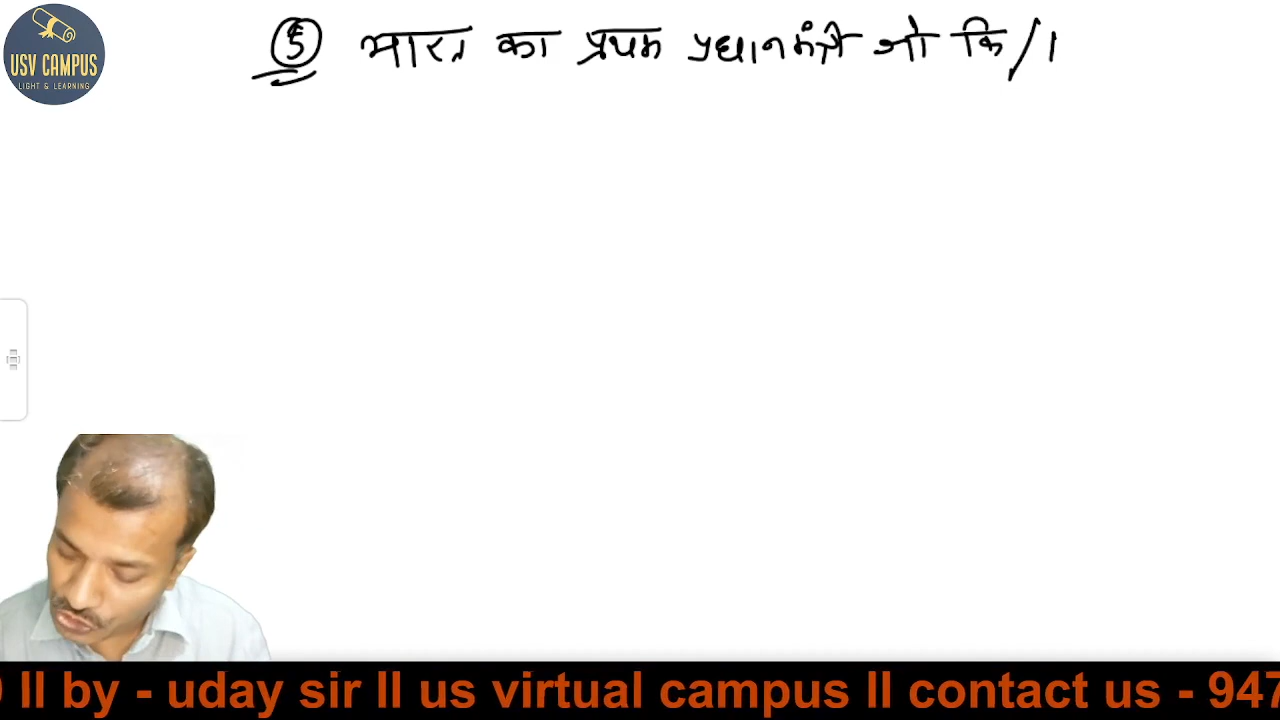 USV CAMPUS
LIGHT & LEARNING
5 भारत का प्रथम प्रधानमंत्री जो कि /।
) II by - uday sir II us virtual campus II contact us - 947